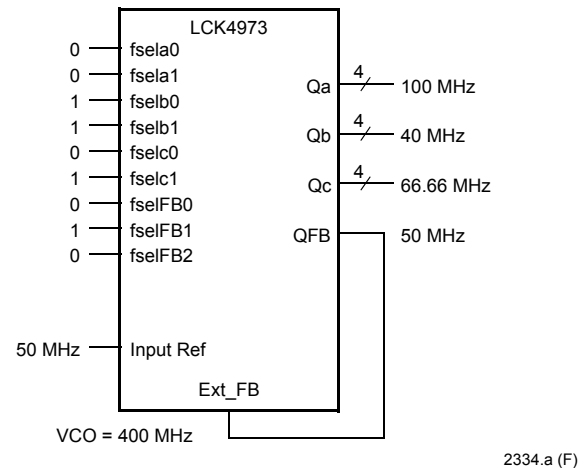 LCK4973
0 fsela0
0 fsela1
1 fselb0
1 fselb1
0 fselc0
1 fselc1
0 fselFB0
1 fselFB1
0 fselFB2
Qa 4 100 MHz
Qb 4 40 MHz
Qc 4 66.66 MHz
QFB 50 MHz
50 MHz Input Ref
Ext_FB
VCO = 400 MHz
2334.a (F)